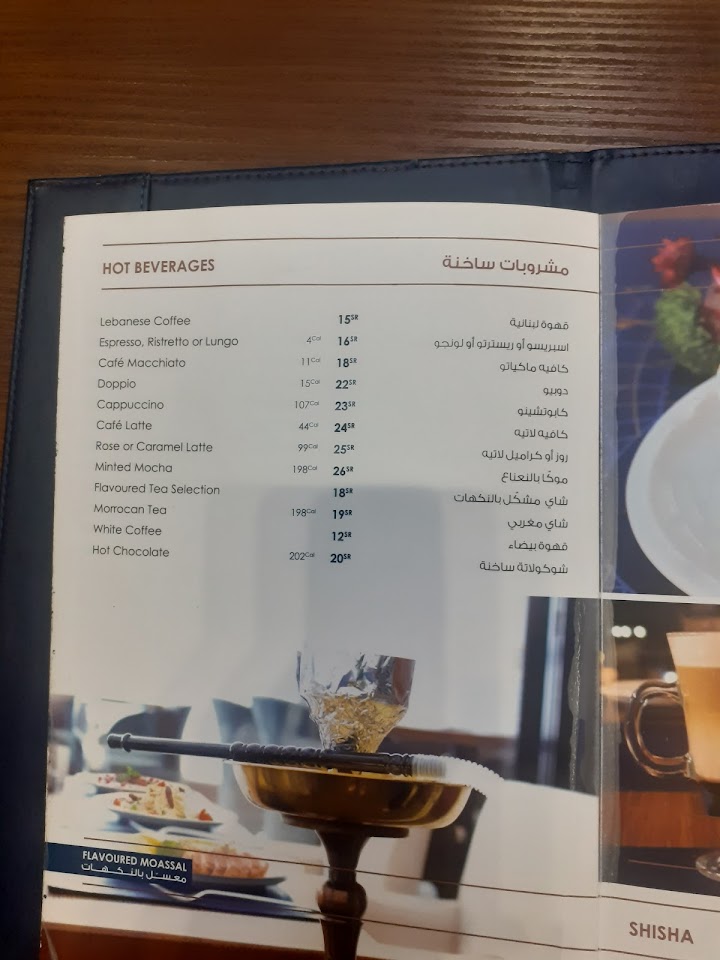 HOT BEVERAGES مشروبات ساخنة
Lebanese Coffee 15SR قهوة لبنانية
Espresso, Ristretto or Lungo 4Cal 16SR اسبريسو أو ريسترتو أو لونجو
Café Macchiato 11Cal 18SR كافيه ماكياتو
Doppio 15Cal 22SR دوبيو
Cappuccino 107Cal 23SR كابوتشينو
Café Latte 44Cal 24SR كافيه لاتيه
Rose or Caramel Latte 99Cal 25SR روز أو كراميل لاتيه
Minted Mocha 198Cal 26SR موكا بالنعناع
Flavoured Tea Selection 18SR شاي مشكّل بالنكهات
Morrocan Tea 198Cal 19SR شاي مغربي
White Coffee 12SR قهوة بيضاء
Hot Chocolate 202Cal 20SR شوكولاتة ساخنة
FLAVOURED MOASSAL
معسل بالنكهات
SHISHA